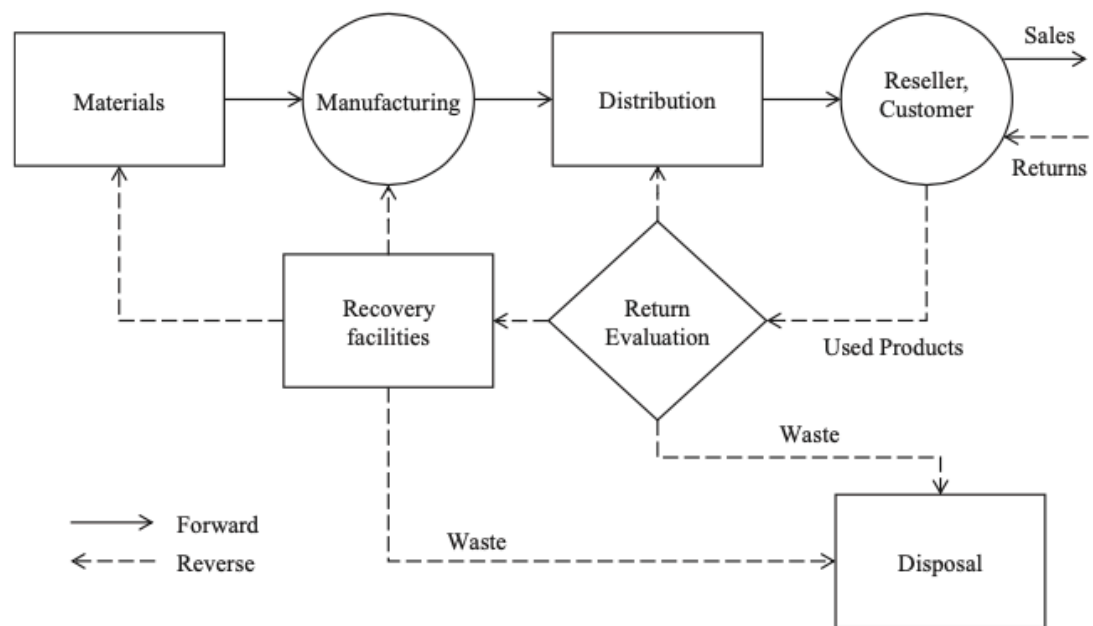 Materials
Manufacturing
Distribution
Reseller,
Customer
Sales
Returns
Recovery
facilities
Return
Evaluation
Used Products
Waste
Waste
Disposal
Forward
Reverse